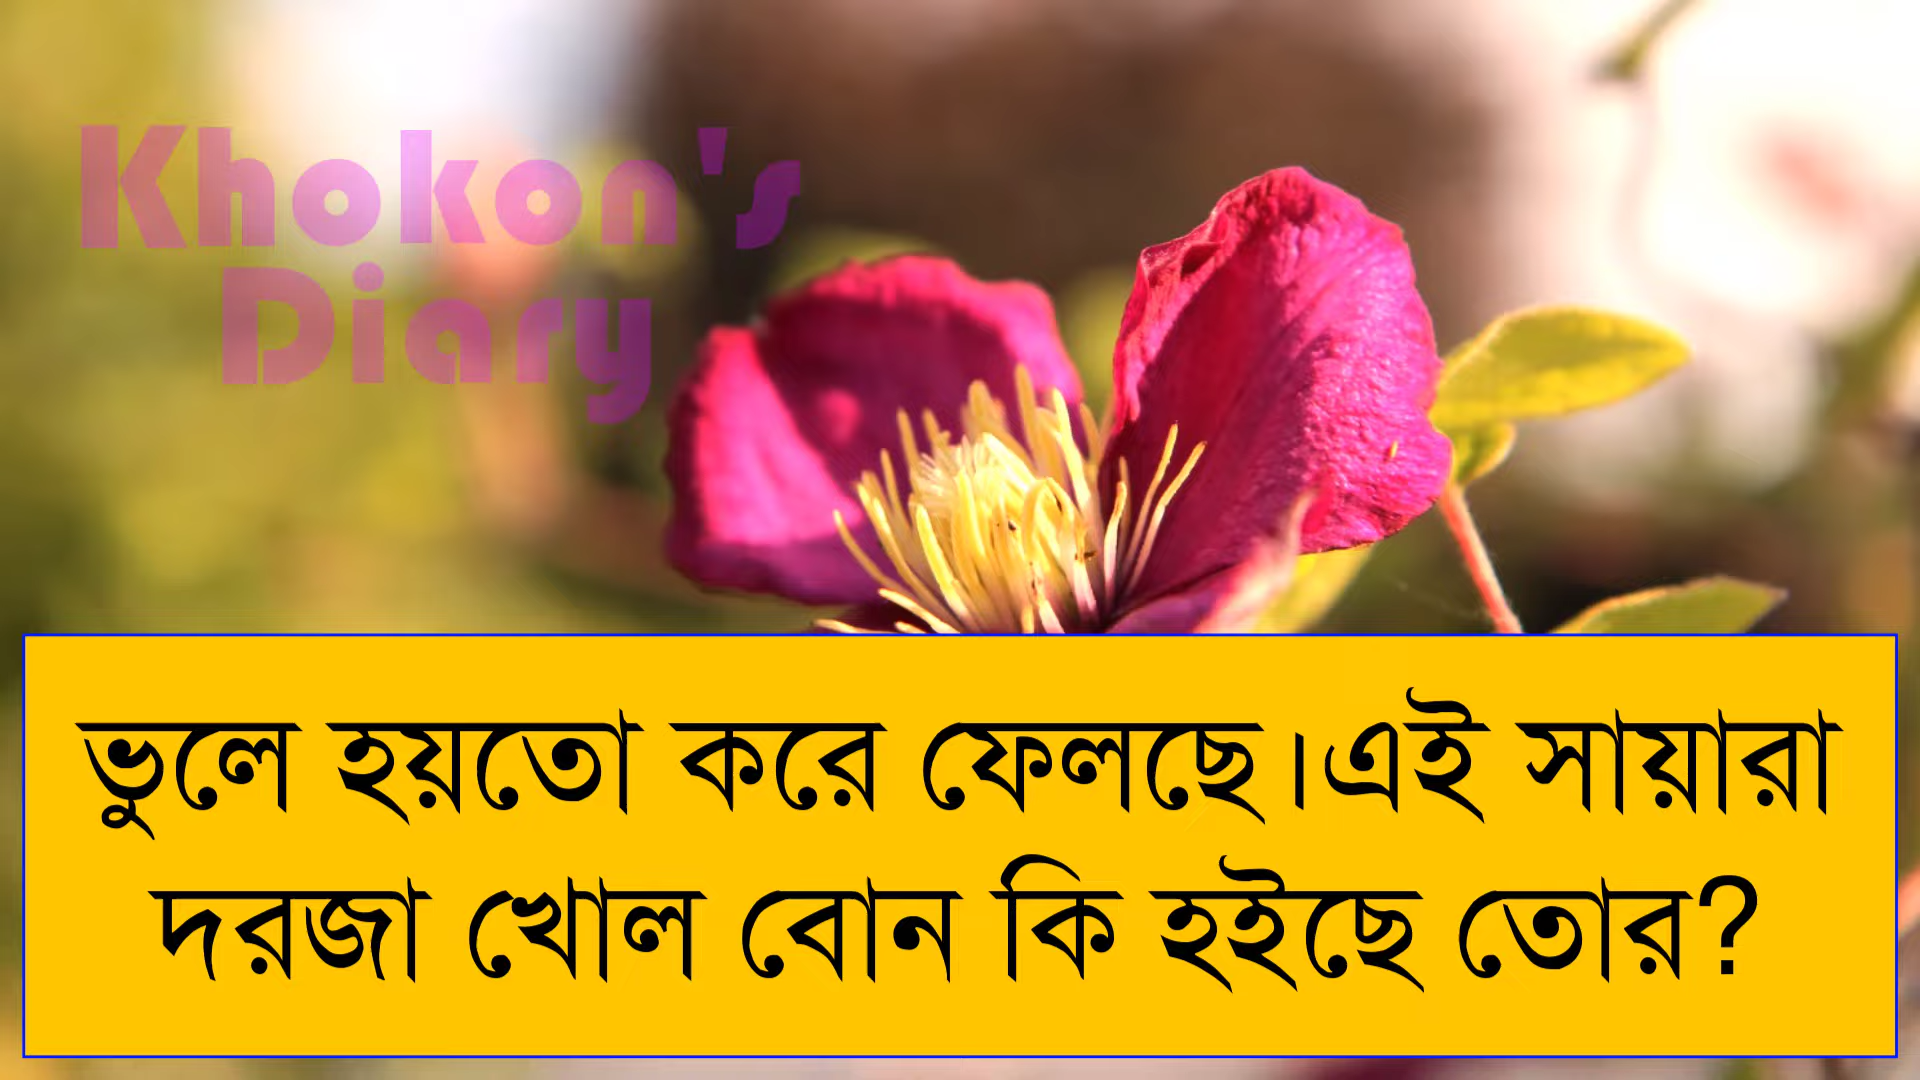 Khokon's
Diary
ভুলে হয়তো করে ফেলছে।এই সায়ারা
দরজা খোল বোন কি হইছে তোর?